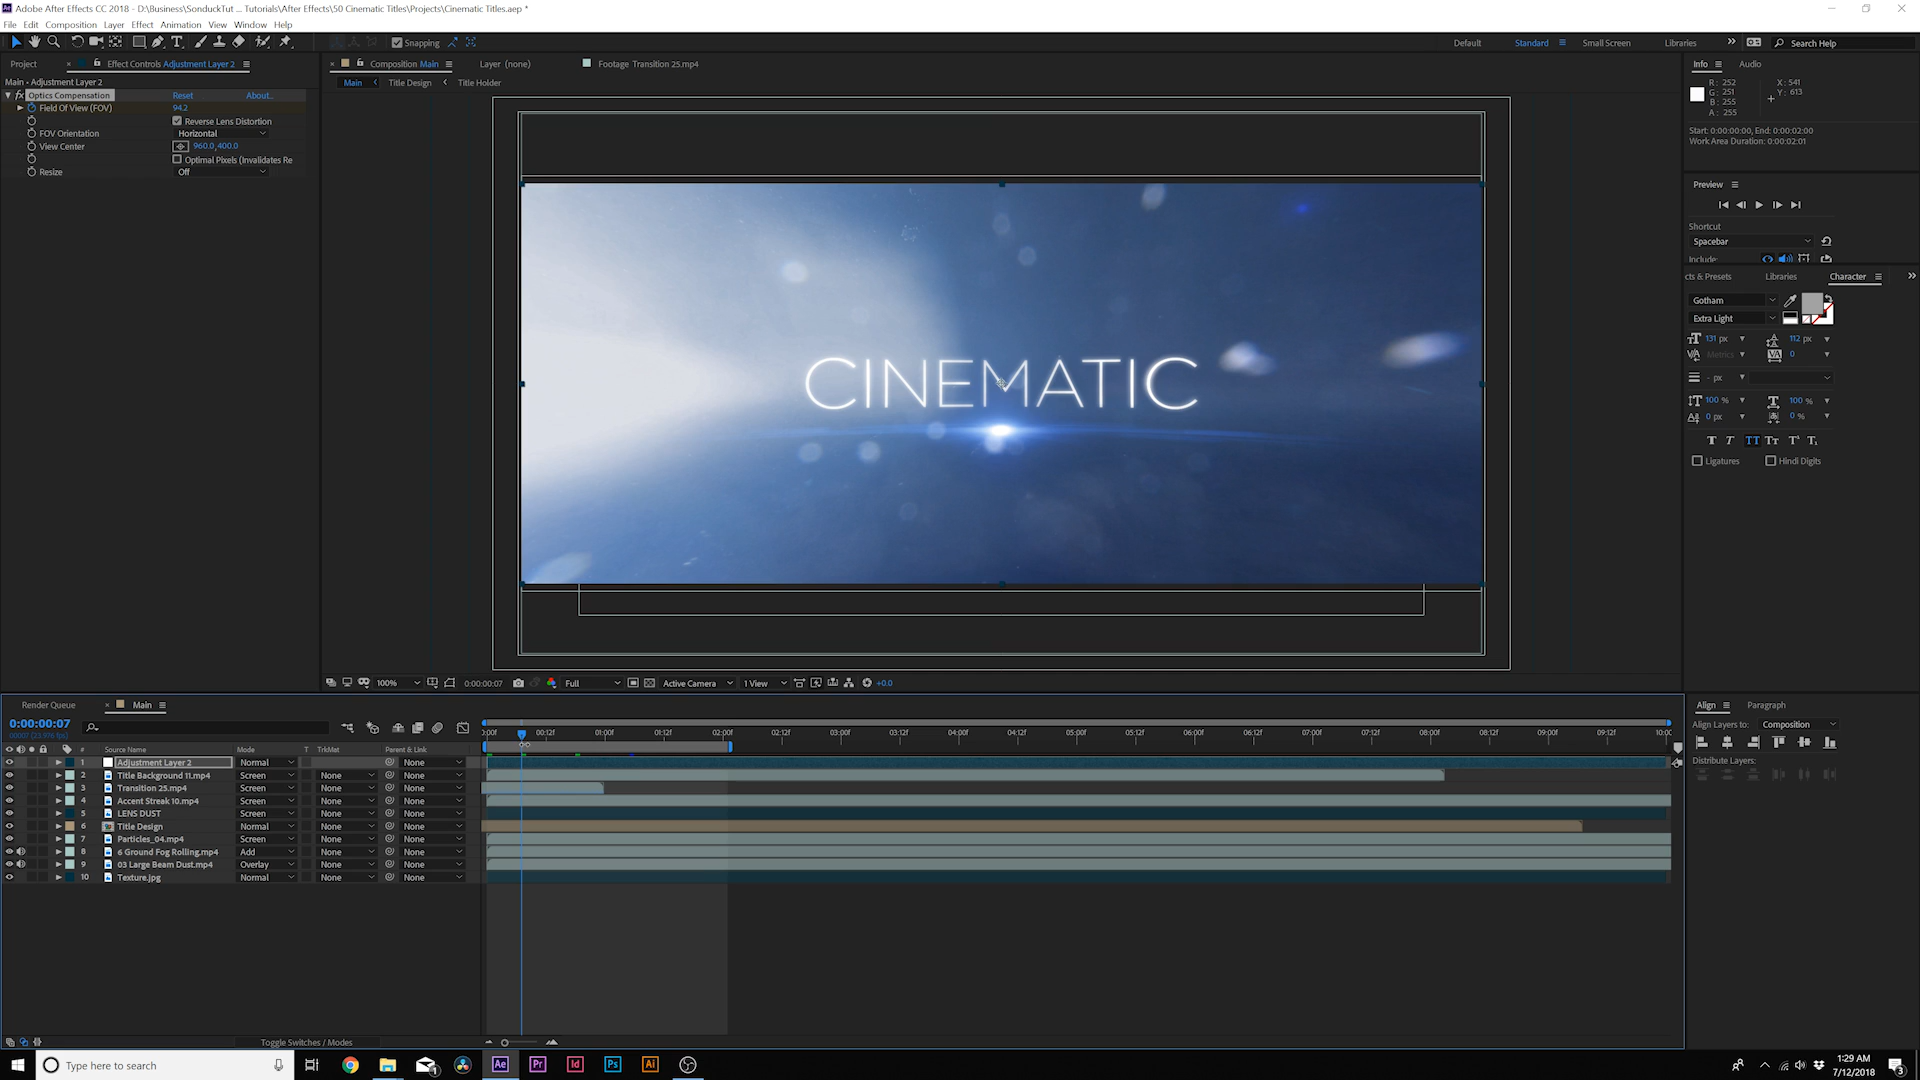 Adobe After Effects CC 2018 - D:\Business\SonduckTut ... Tutorials\After Effects\50 Cinematic Titles\Projects\Cinematic Titles.aep *
File Edit Composition Layer Effect Animation View Window Help
Snapping
Default Standard Small Screen Libraries Search Help
Project Effect Controls Adjustment Layer 2
Composition Main Layer (none) Footage Transition 25.mp4
Info Audio
Main • Adjustment Layer 2
Main Title Design Title Holder
fx Optics Compensation Reset About...
Field Of View (FOV) 94.2
Reverse Lens Distortion
FOV Orientation Horizontal
View Center 960.0,400.0
Optimal Pixels (Invalidates Re
Resize Off
R: 252
G: 251
B: 255
A: 255
X: 541
Y: 613
Start: 0:00:00:00, End: 0:00:02:00
Work Area Duration: 0:00:02:01
Preview
Shortcut
Spacebar
Include:
cts & Presets Libraries Character
Gotham
Extra Light
131 px 112 px
Metrics 0
- px
100 % 100 %
0 px 0 %
T T TT Tт T¹ T₁
Ligatures Hindi Digits
CINEMATIC
100% 0:00:00:07 Full Active Camera 1 View +0.0
Render Queue Main
0:00:00:07
00007 (23.976 fps)
# Source Name Mode T TrkMat Parent & Link
0:00f 00:12f 01:00f 01:12f 02:00f 02:12f 03:00f 03:12f 04:00f 04:12f 05:00f 05:12f 06:00f 06:12f 07:00f 07:12f 08:00f 08:12f 09:00f 09:12f 10:00
1 Adjustment Layer 2 Normal None
2 Title Background 11.mp4 Screen None None
3 Transition 25.mp4 Screen None None
4 Accent Streak 10.mp4 Screen None None
5 LENS DUST Screen None None
6 Title Design Normal None None
7 Particles_04.mp4 Screen None None
8 6 Ground Fog Rolling.mp4 Add None None
9 03 Large Beam Dust.mp4 Overlay None None
10 Texture.jpg Normal None None
Toggle Switches / Modes
Align Paragraph
Align Layers to: Composition
Distribute Layers:
Type here to search
Ae Pr Id Ps Ai
1:29 AM
7/12/2018